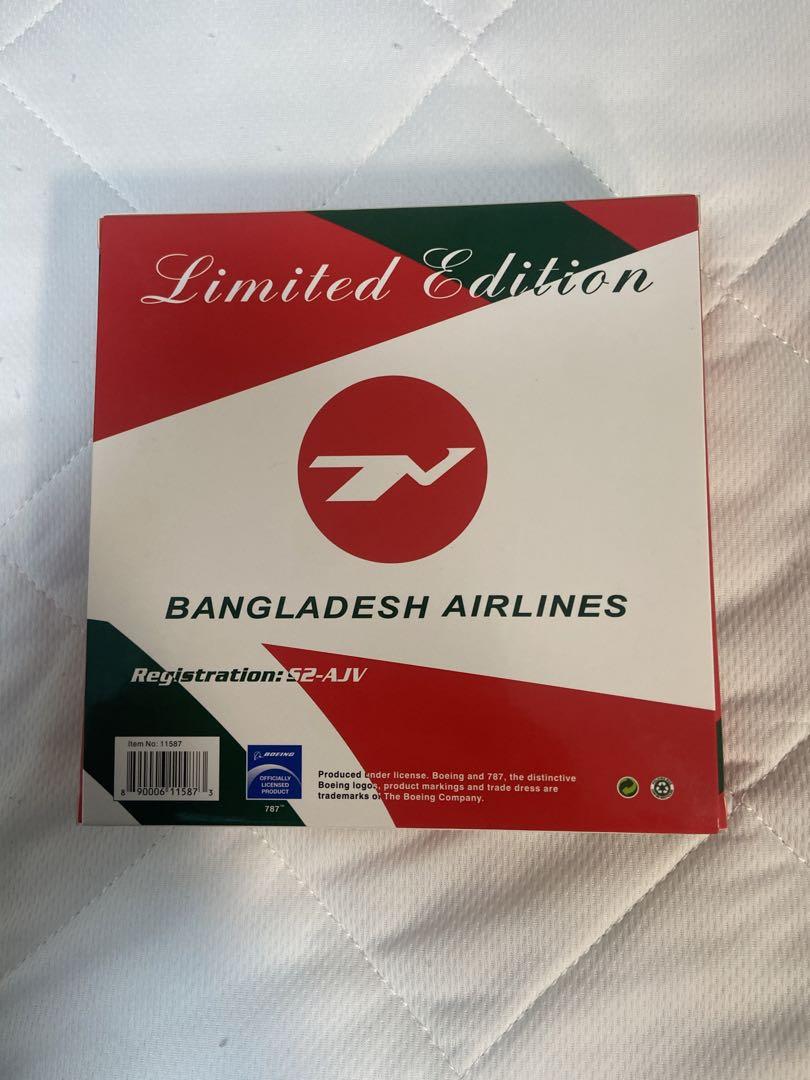 Limited Edition
BANGLADESH AIRLINES
Registration: S2-AJV
Item No: 11587
8 90006 11587 3
BOEING
OFFICIALLY
LICENSED
PRODUCT
787™
Produced under license. Boeing and 787, the distinctive
Boeing logos, product markings and trade dress are
trademarks of The Boeing Company.